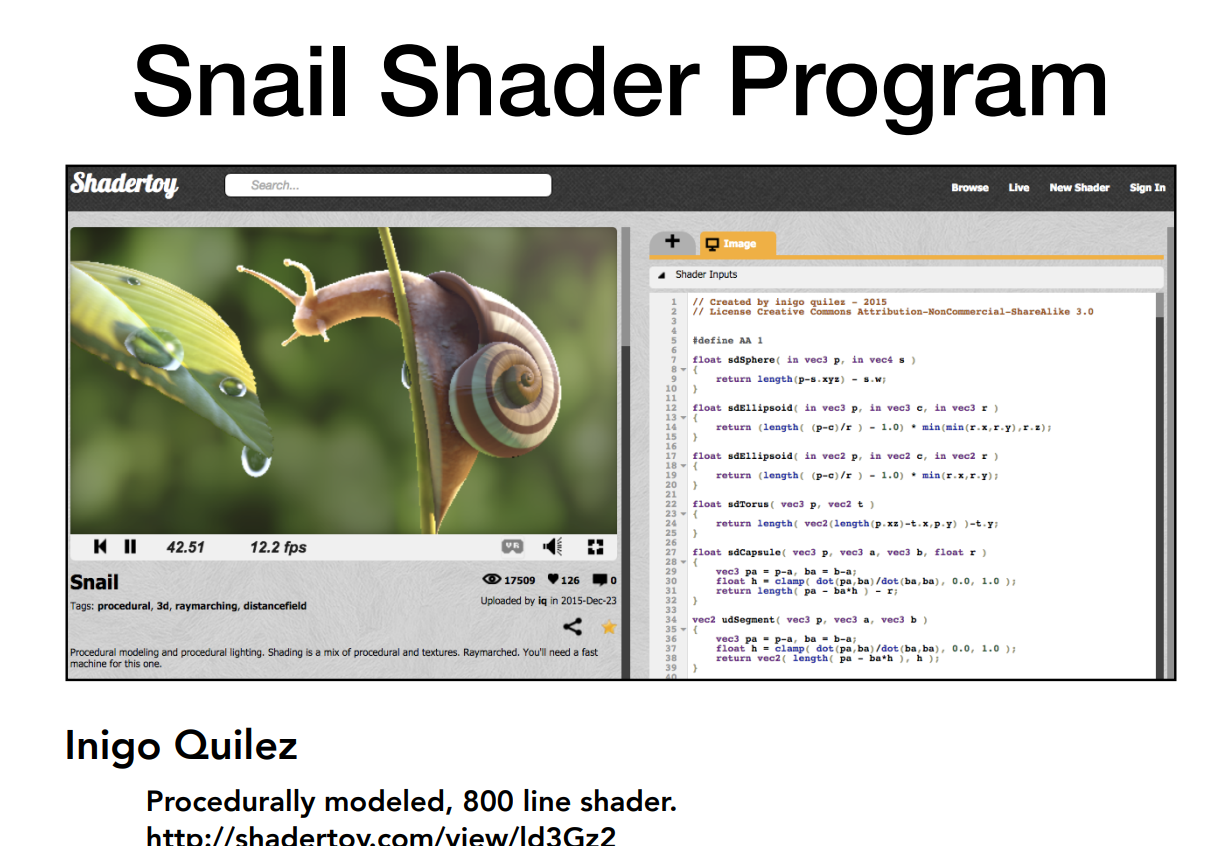 Snail Shader Program
Shadertoy
Search...
Browse Live New Shader Sign In
42.51 12.2 fps
VR
Snail
17509 126 0
Tags: procedural, 3d, raymarching, distancefield
Uploaded by iq in 2015-Dec-23
Procedural modeling and procedural lighting. Shading is a mix of procedural and textures. Raymarched. You'll need a fast
machine for this one.
+ Image
Shader Inputs
1 // Created by inigo quilez - 2015
2 // License Creative Commons Attribution-NonCommercial-ShareAlike 3.0
3
4
5 #define AA 1
6
7 float sdSphere( in vec3 p, in vec4 s )
8 {
9 return length(p-s.xyz) - s.w;
10 }
11
12 float sdEllipsoid( in vec3 p, in vec3 c, in vec3 r )
13 {
14 return (length( (p-c)/r ) - 1.0) * min(min(r.x,r.y),r.z);
15 }
16
17 float sdEllipsoid( in vec2 p, in vec2 c, in vec2 r )
18 {
19 return (length( (p-c)/r ) - 1.0) * min(r.x,r.y);
20 }
21
22 float sdTorus( vec3 p, vec2 t )
23 {
24 return length( vec2(length(p.xz)-t.x,p.y) )-t.y;
25 }
26
27 float sdCapsule( vec3 p, vec3 a, vec3 b, float r )
28 {
29 vec3 pa = p-a, ba = b-a;
30 float h = clamp( dot(pa,ba)/dot(ba,ba), 0.0, 1.0 );
31 return length( pa - ba*h ) - r;
32 }
33
34 vec2 udSegment( vec3 p, vec3 a, vec3 b )
35 {
36 vec3 pa = p-a, ba = b-a;
37 float h = clamp( dot(pa,ba)/dot(ba,ba), 0.0, 1.0 );
38 return vec2( length( pa - ba*h ), h );
39 }
40
Inigo Quilez
Procedurally modeled, 800 line shader.
http://shadertoy.com/view/ld3Gz2